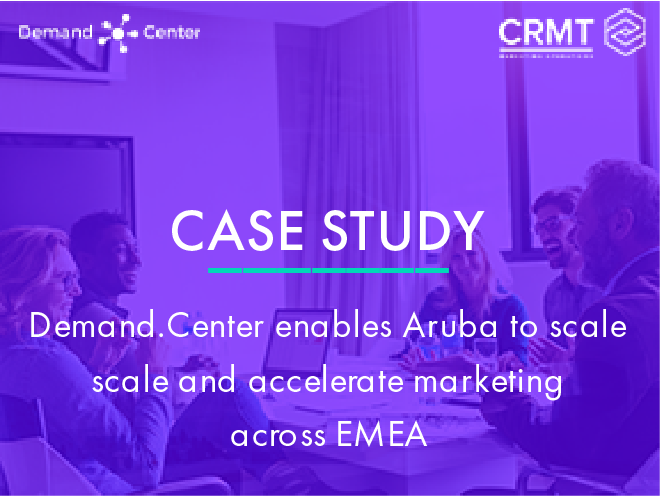 Demand Center
CRMT
CASE STUDY
Demand.Center enables Aruba to scale
scale and accelerate marketing
across EMEA